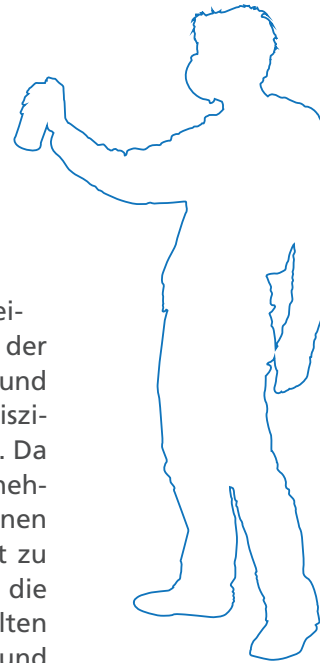 ei-
der
und
iszi-
. Da
neh-
nen
t zu
die
lten
und